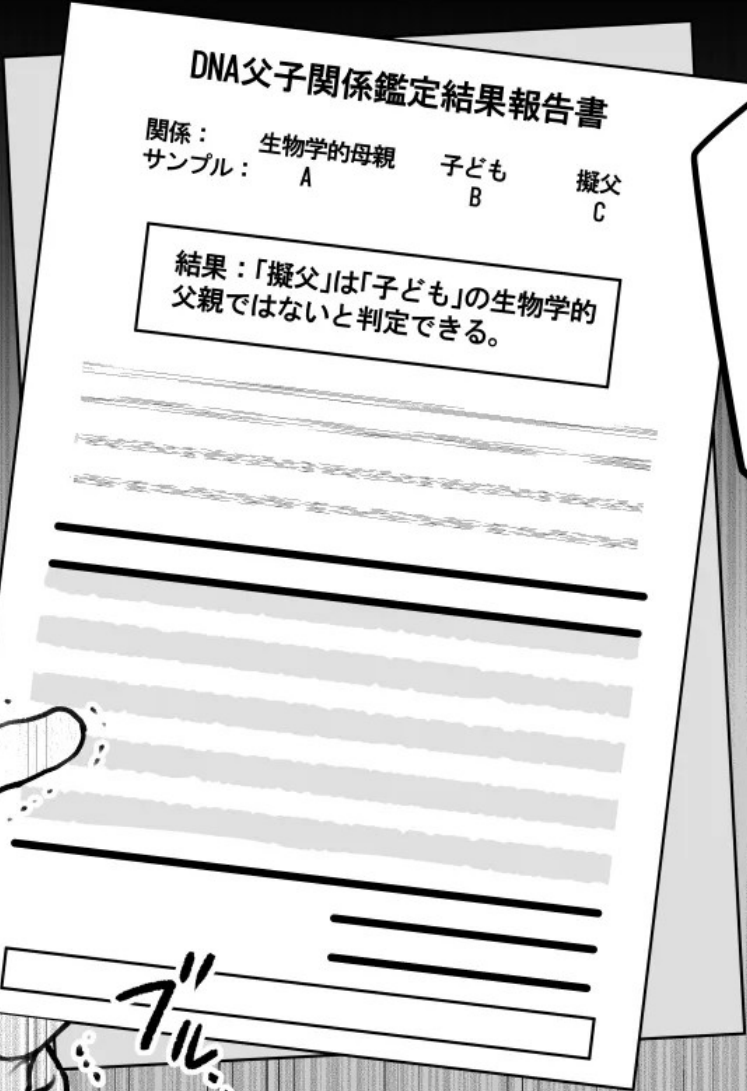 DNA父子関係鑑定結果報告書
関係： 生物学的母親 子ども 擬父
サンプル： A B C
結果：「擬父」は「子ども」の生物学的
父親ではないと判定できる。
ブル